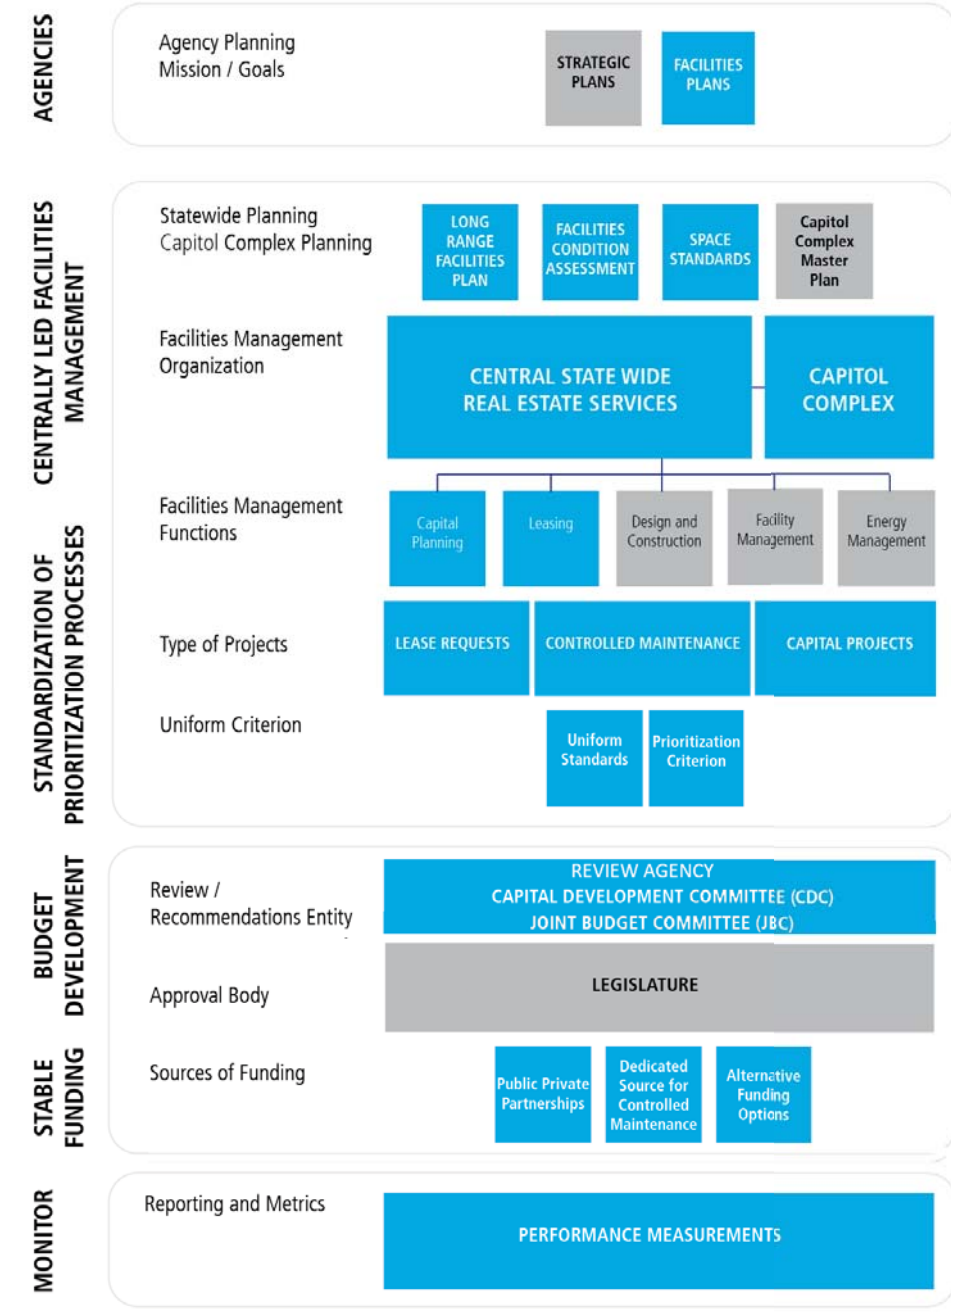 AGENCIES
Agency Planning
Mission / Goals
STRATEGIC
PLANS
FACILITIES
PLANS
CENTRALLY LED FACILITIES
MANAGEMENT
Statewide Planning
Capitol Complex Planning
LONG
RANGE
FACILITIES
PLAN
FACILITIES
CONDITION
ASSESSMENT
SPACE
STANDARDS
Capitol
Complex
Master
Plan
Facilities Management
Organization
CENTRAL STATE WIDE
REAL ESTATE SERVICES
CAPITOL
COMPLEX
Facilities Management
Functions
Capital
Planning
Leasing
Design and
Construction
Facility
Management
Energy
Management
STANDARDIZATION OF
PRIORITIZATION PROCESSES
Type of Projects
LEASE REQUESTS
CONTROLLED MAINTENANCE
CAPITAL PROJECTS
Uniform Criterion
Uniform
Standards
Prioritization
Criterion
BUDGET
DEVELOPMENT
Review /
Recommendations Entity
REVIEW AGENCY
CAPITAL DEVELOPMENT COMMITTEE (CDC)
JOINT BUDGET COMMITTEE (JBC)
Approval Body
LEGISLATURE
STABLE
FUNDING
Sources of Funding
Public Private
Partnerships
Dedicated
Source for
Controlled
Maintenance
Alternative
Funding
Options
MONITOR
Reporting and Metrics
PERFORMANCE MEASUREMENTS